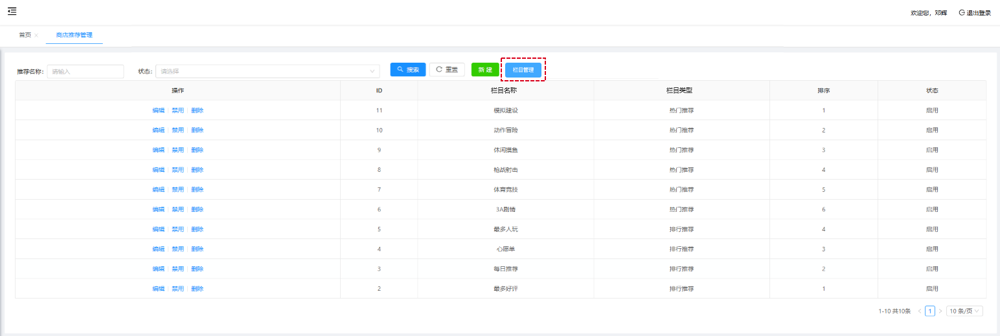 欢迎您，邓辉 退出登录
首页 × 商店推荐管理
推荐名称: 请输入 状态: 请选择 搜索 重置 新 建 栏目管理
操作 ID 栏目名称 栏目类型 排序 状态
编辑 禁用 删除 11 模拟建设 热门推荐 1 启用
编辑 禁用 删除 10 动作冒险 热门推荐 2 启用
编辑 禁用 删除 9 休闲摸鱼 热门推荐 3 启用
编辑 禁用 删除 8 枪战射击 热门推荐 4 启用
编辑 禁用 删除 7 体育竞技 热门推荐 5 启用
编辑 禁用 删除 6 3A剧情 热门推荐 6 启用
编辑 禁用 删除 5 最多人玩 排行推荐 4 启用
编辑 禁用 删除 4 心愿单 排行推荐 3 启用
编辑 禁用 删除 3 每日推荐 排行推荐 2 启用
编辑 禁用 删除 2 最多好评 排行推荐 1 启用
1-10 共10条 < 1 > 10 条/页